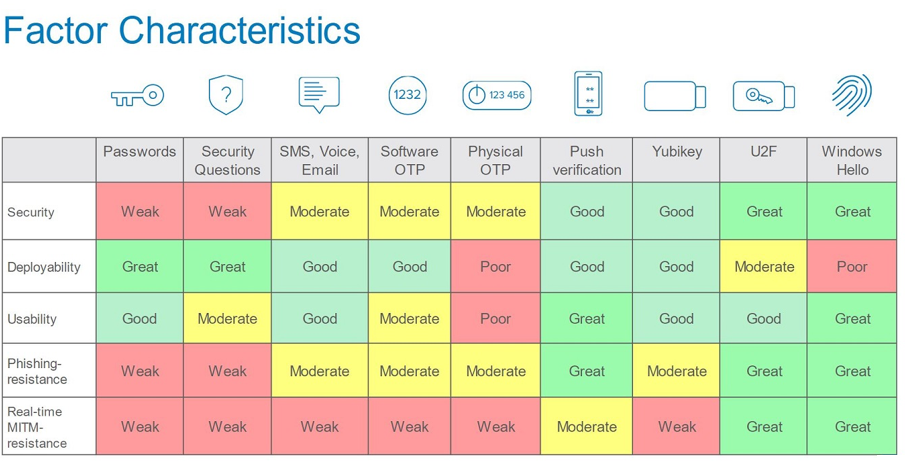 Factor Characteristics
?
1232
123 456
**
**
Passwords
Security
Questions
SMS, Voice,
Email
Software
OTP
Physical
OTP
Push
verification
Yubikey
U2F
Windows
Hello
Security
Weak
Weak
Moderate
Moderate
Moderate
Good
Good
Great
Great
Deployability
Great
Great
Good
Good
Poor
Good
Good
Moderate
Poor
Usability
Good
Moderate
Good
Moderate
Poor
Great
Good
Good
Great
Phishing-
resistance
Weak
Weak
Moderate
Moderate
Moderate
Great
Moderate
Great
Great
Real-time
MITM-
resistance
Weak
Weak
Weak
Weak
Weak
Moderate
Weak
Great
Great